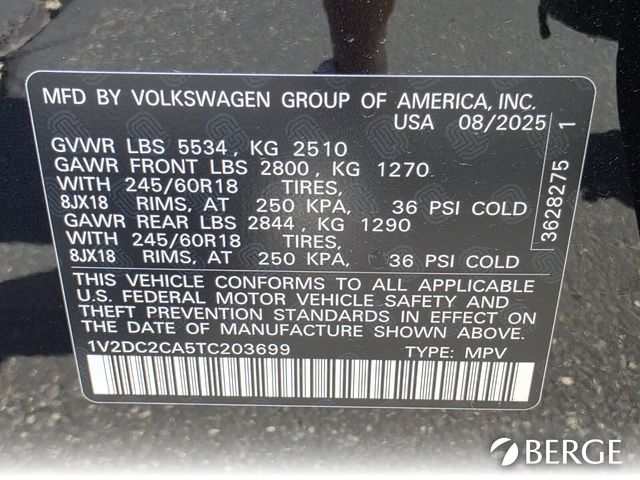 MFD BY VOLKSWAGEN GROUP OF AMERICA, INC.
USA 08/2025
GVWR LBS 5534, KG 2510
GAWR FRONT LBS 2800, KG 1270
WITH 245/60R18 TIRES,
8JX18 RIMS, AT 250 KPA, 36 PSI COLD
GAWR REAR LBS 2844, KG 1290
WITH 245/60R18 TIRES,
8JX18 RIMS, AT 250 KPA, 36 PSI COLD
THIS VEHICLE CONFORMS TO ALL APPLICABLE
U.S. FEDERAL MOTOR VEHICLE SAFETY AND
THEFT PREVENTION STANDARDS IN EFFECT ON
THE DATE OF MANUFACTURE SHOWN ABOVE.
1V2DC2CA5TC203699 TYPE: MPV
3628275 1
BERGE